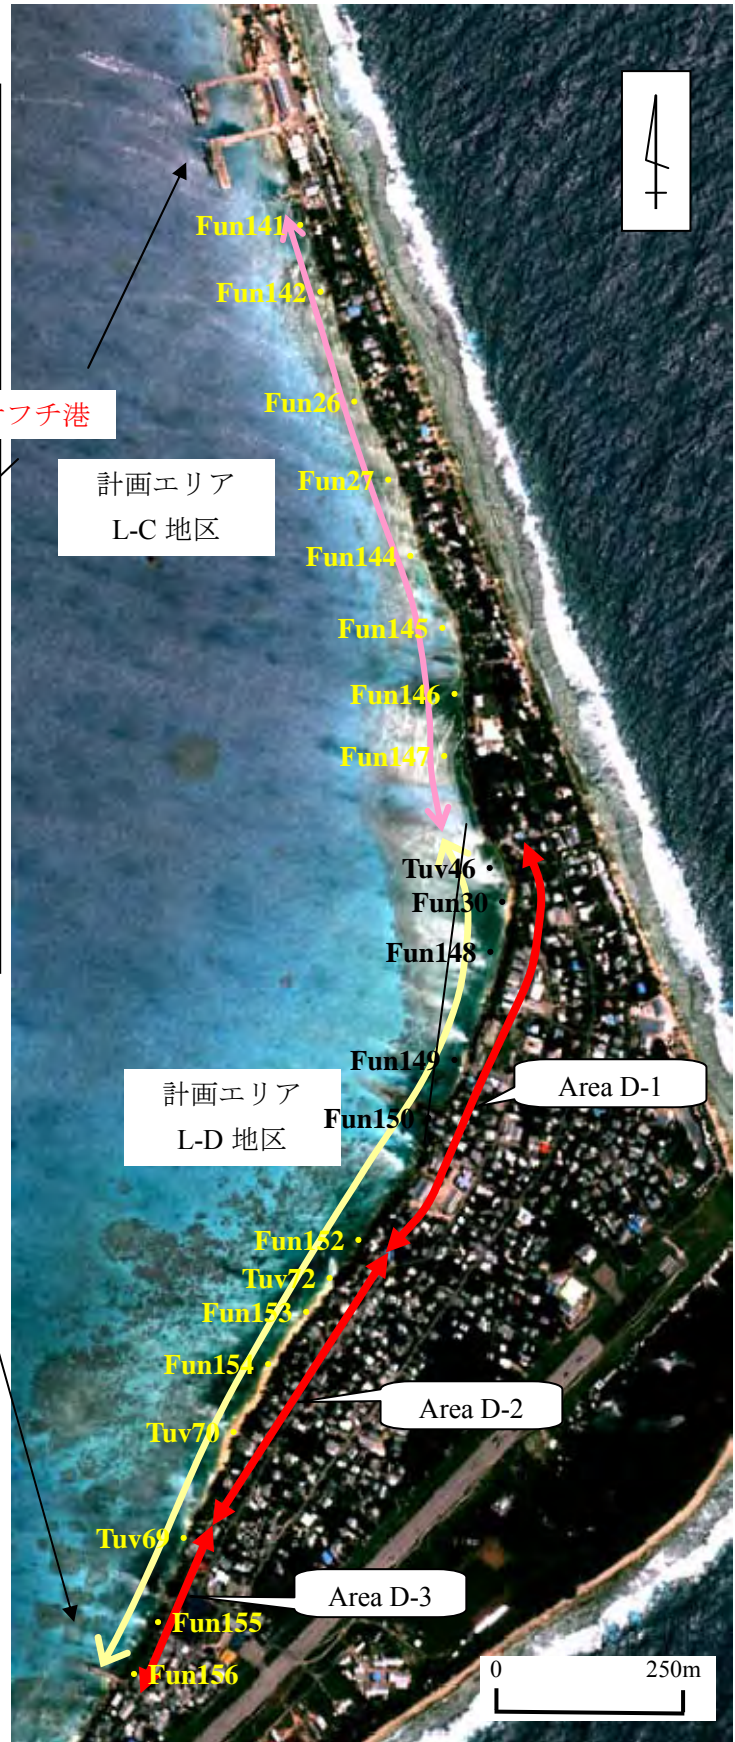 Fun141
Fun142
フチ港
Fun26
計画エリア
L-C 地区
Fun27
Fun144
Fun145
Fun146
Fun147
Tuv46
Fun30
Fun148
Fun149
Area D-1
計画エリア
L-D 地区
Fun150
Fun152
Tuv72
Fun153
Fun154
Area D-2
Tuv70
Tuv69
Area D-3
Fun155
Fun156
0 250m